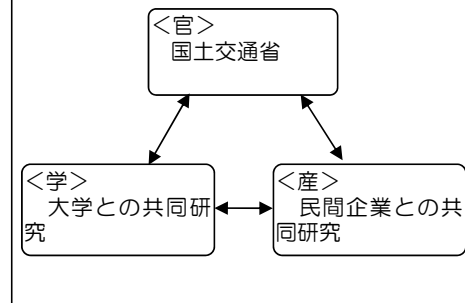 ＜官＞
国土交通省
＜学＞
大学との共同研
究
＜産＞
民間企業との共
同研究